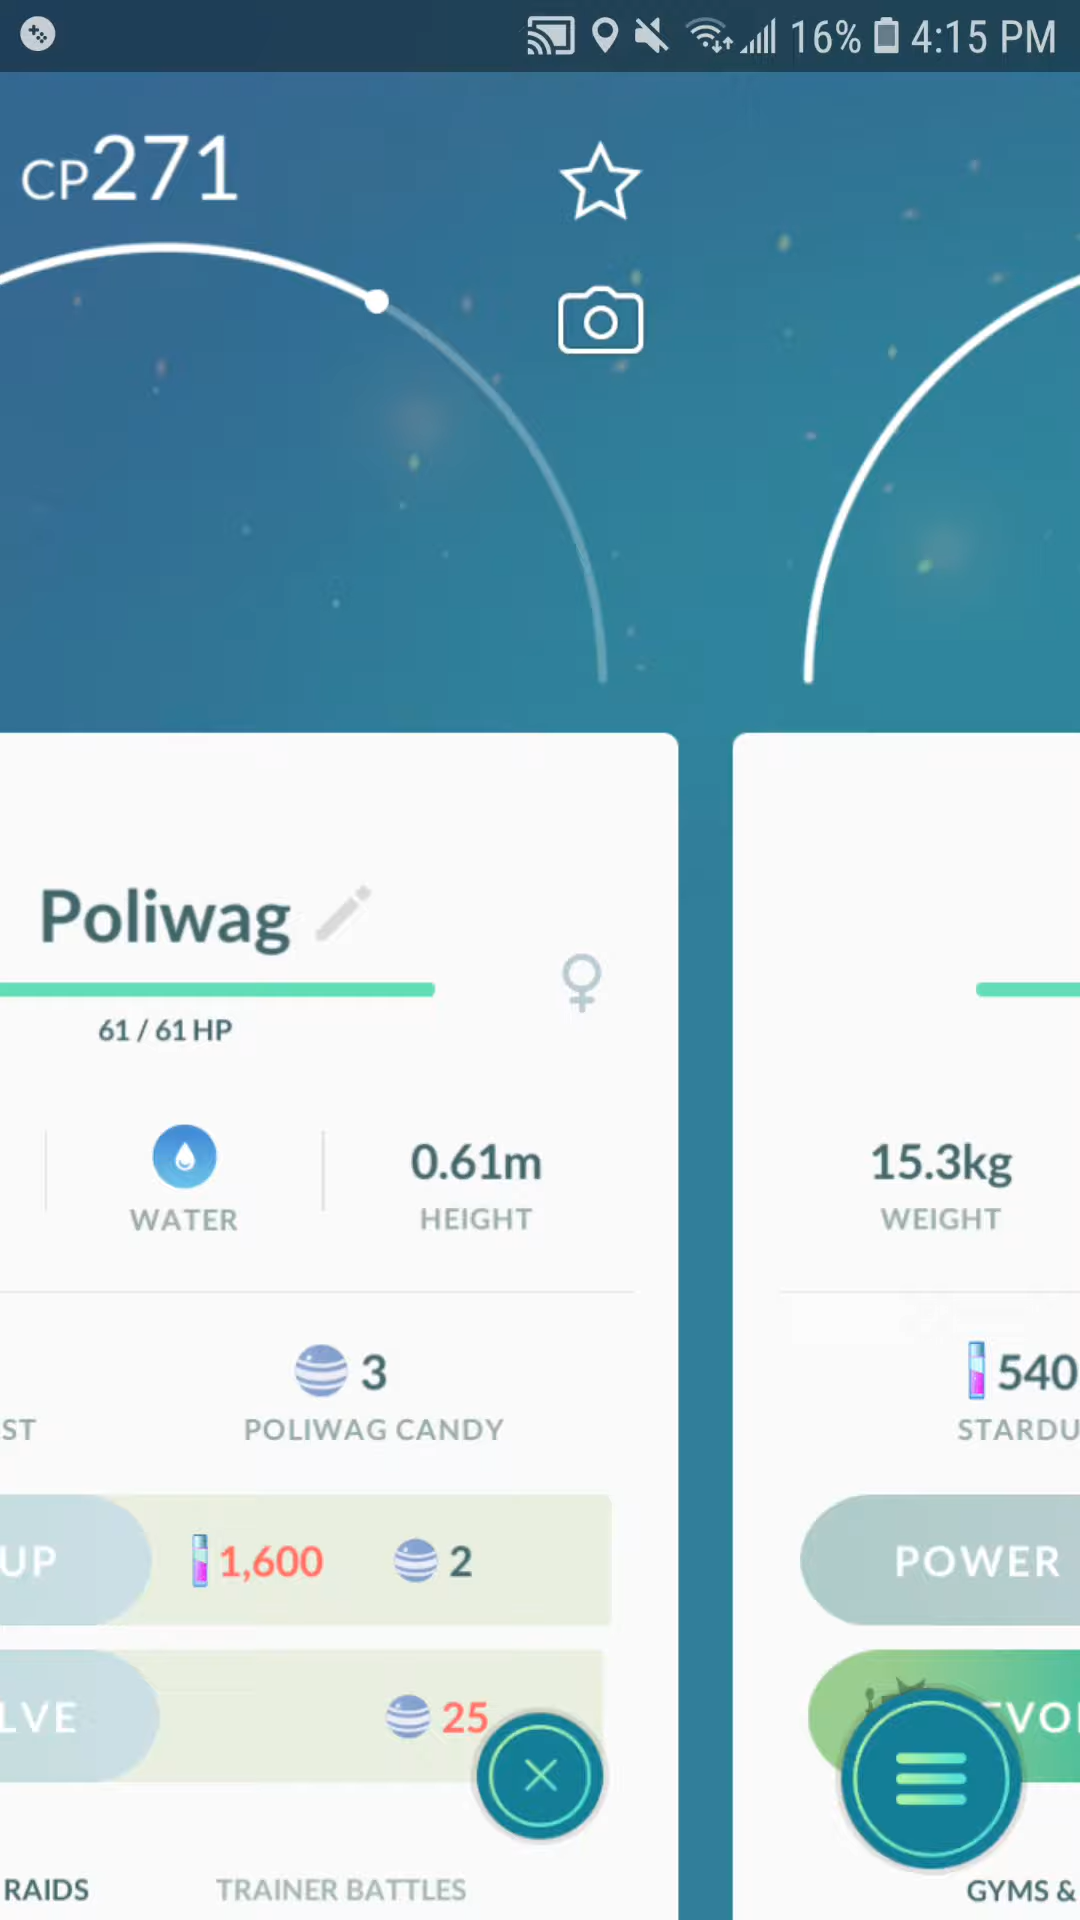 16% 4:15 PM
CP271
Poliwag
61 / 61 HP
WATER
0.61m
HEIGHT
15.3kg
WEIGHT
3
ST
POLIWAG CANDY
540
STARDU
UP
1,600
2
POWER
LVE
25
EVOL
RAIDS
TRAINER BATTLES
GYMS &